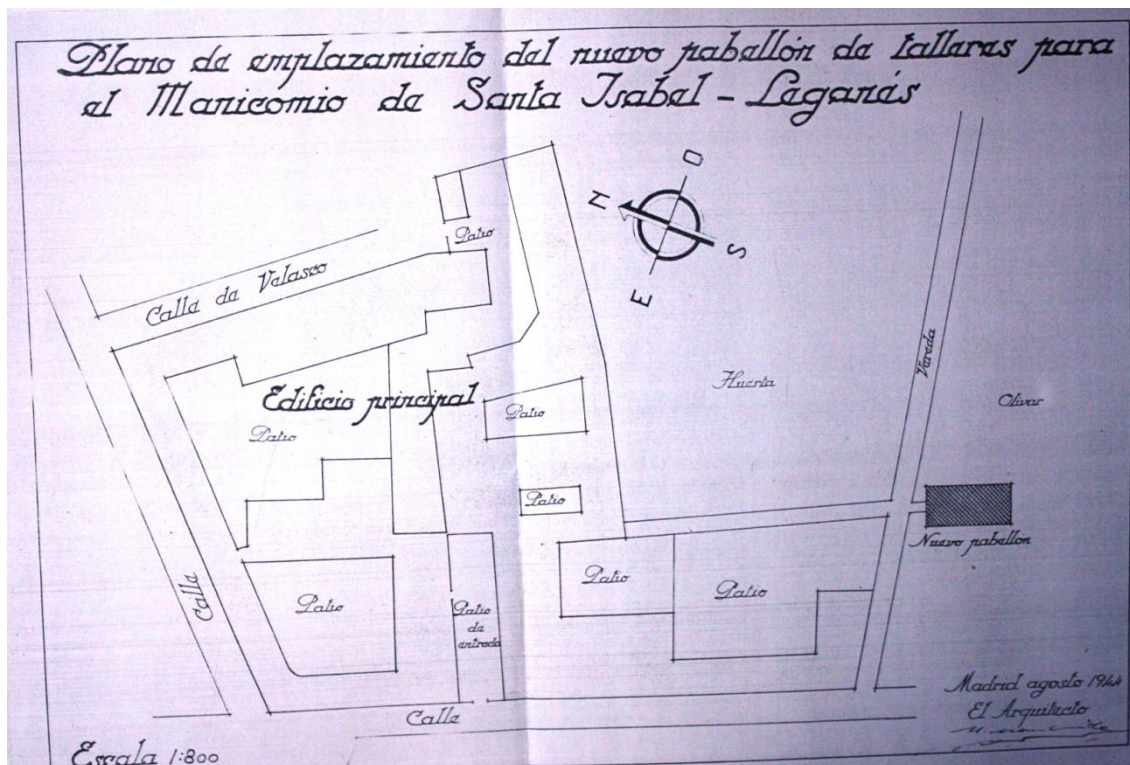 Plano de emplazamiento del nuevo pabellón de talleres para
el Manicomio de Santa Isabel - Leganés
O
N
S
E
Patio
Calle de Velasco
Vereda
Huerta
Olivar
Edificio principal
Patio
Patio
Patio
Nuevo pabellón
Calle
Patio
Patio
de
entrada
Patio
Patio
Calle
Madrid agosto 1944
El Arquitecto
Escala 1:800